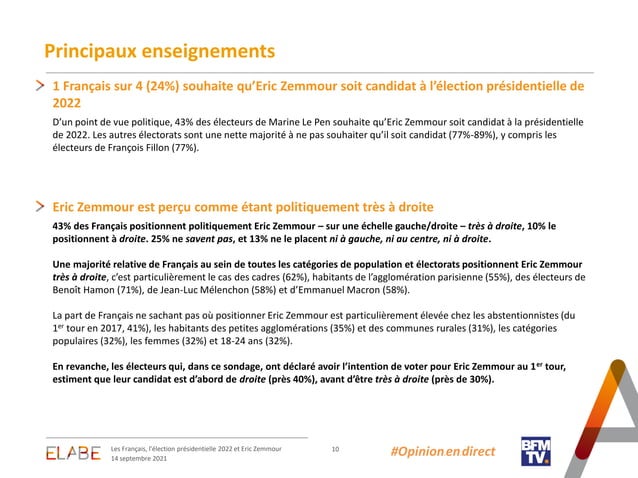 Principaux enseignements
1 Français sur 4 (24%) souhaite qu’Eric Zemmour soit candidat à l’élection présidentielle de
2022
D’un point de vue politique, 43% des électeurs de Marine Le Pen souhaite qu’Eric Zemmour soit candidat à la présidentielle
de 2022. Les autres électorats sont une nette majorité à ne pas souhaiter qu’il soit candidat (77%-89%), y compris les
électeurs de François Fillon (77%).
Eric Zemmour est perçu comme étant politiquement très à droite
43% des Français positionnent politiquement Eric Zemmour – sur une échelle gauche/droite – très à droite, 10% le
positionnent à droite. 25% ne savent pas, et 13% ne le placent ni à gauche, ni au centre, ni à droite.
Une majorité relative de Français au sein de toutes les catégories de population et électorats positionnent Eric Zemmour
très à droite, c’est particulièrement le cas des cadres (62%), habitants de l’agglomération parisienne (55%), des électeurs de
Benoît Hamon (71%), de Jean-Luc Mélenchon (58%) et d’Emmanuel Macron (58%).
La part de Français ne sachant pas où positionner Eric Zemmour est particulièrement élevée chez les abstentionnistes (du
1er tour en 2017, 41%), les habitants des petites agglomérations (35%) et des communes rurales (31%), les catégories
populaires (32%), les femmes (32%) et 18-24 ans (32%).
En revanche, les électeurs qui, dans ce sondage, ont déclaré avoir l’intention de voter pour Eric Zemmour au 1er tour,
estiment que leur candidat est d’abord de droite (près 40%), avant d’être très à droite (près de 30%).
ELABE
Les Français, l’élection présidentielle 2022 et Eric Zemmour
14 septembre 2021
10
#Opinionendirect
BFM
TV.